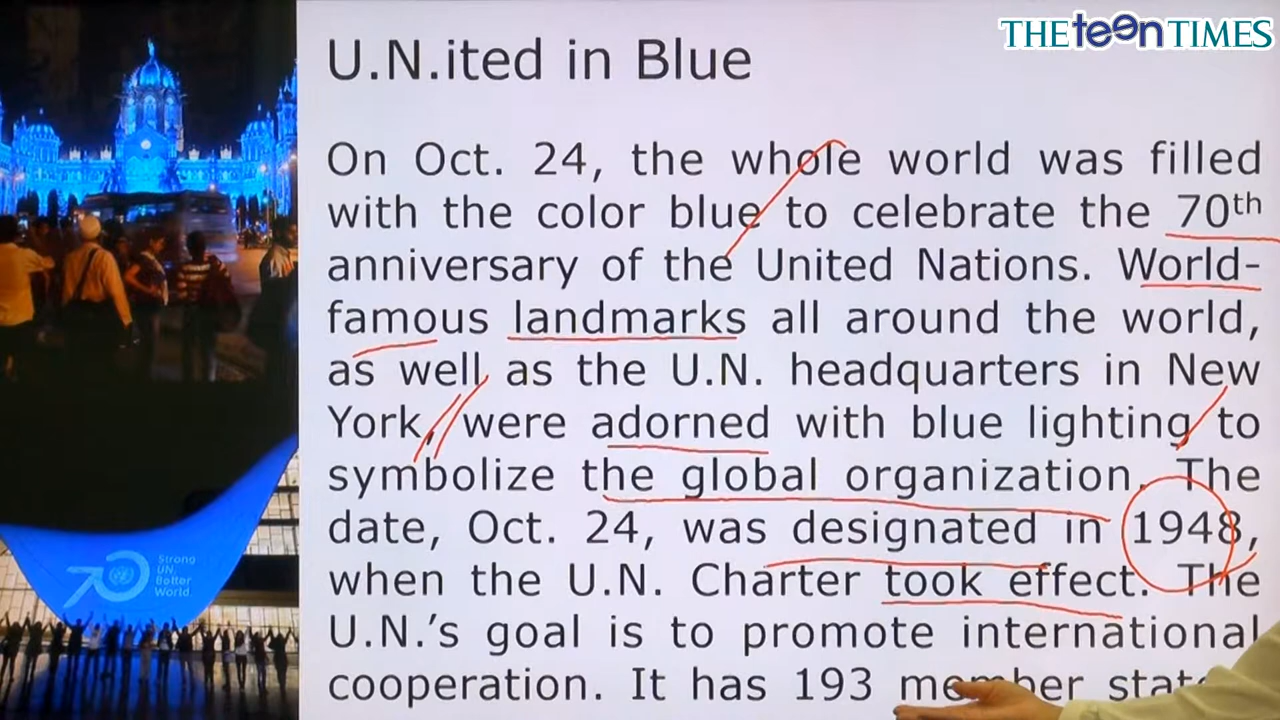 THE teen TIMES
U.N.ited in Blue
On Oct. 24, the whole world was filled
with the color blue to celebrate the 70th
anniversary of the United Nations. World-
famous landmarks all around the world,
as well as the U.N. headquarters in New
York, were adorned with blue lighting to
symbolize the global organization. The
date, Oct. 24, was designated in 1948,
when the U.N. Charter took effect. The
U.N.'s goal is to promote international
cooperation. It has 193 member
70
Strong
UN.
Better
World.